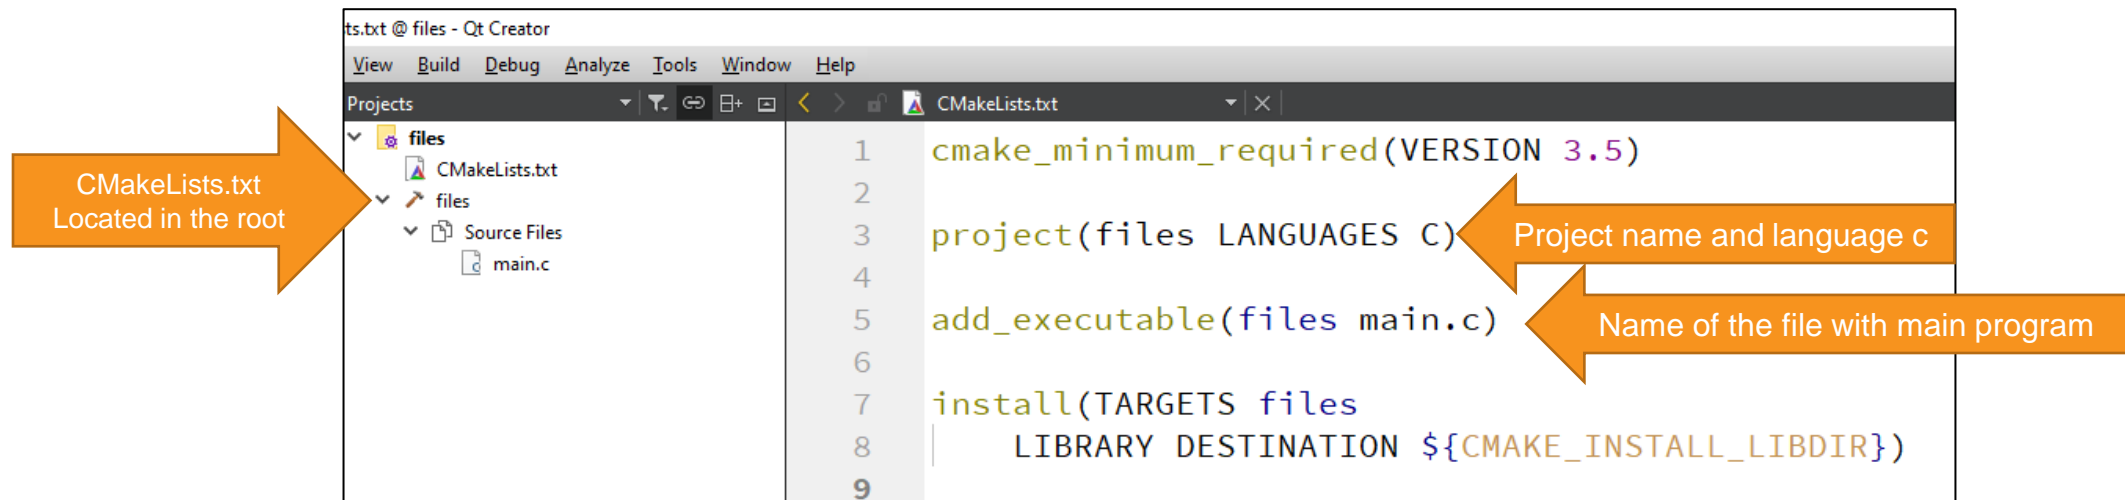 ts.txt @ files - Qt Creator
View Build Debug Analyze Tools Window Help
Projects
CMakeLists.txt
files
CMakeLists.txt
files
Source Files
main.c
CMakeLists.txt
Located in the root
1 cmake_minimum_required(VERSION 3.5)
2
3 project(files LANGUAGES C)
4
5 add_executable(files main.c)
6
7 install(TARGETS files
8 LIBRARY DESTINATION ${CMAKE_INSTALL_LIBDIR})
9
Project name and language c
Name of the file with main program